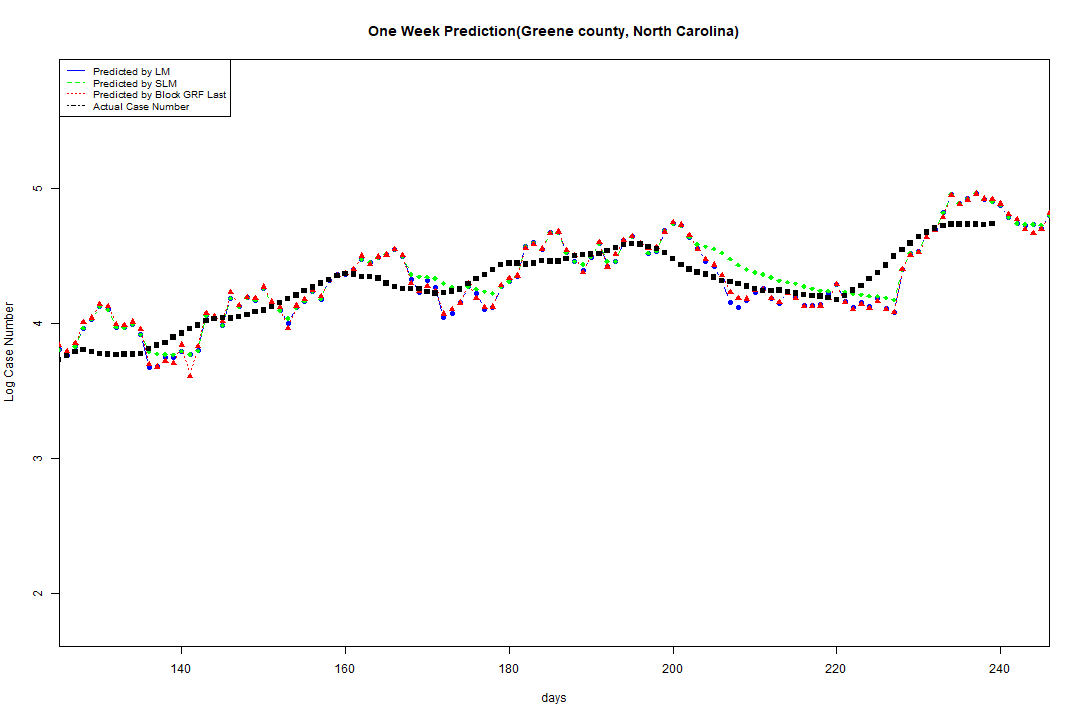 One Week Prediction(Greene county, North Carolina)
Predicted by LM
Predicted by SLM
Predicted by Block GRF Last
Actual Case Number
Log Case Number
5
4
3
2
140 160 180 200 220 240
days